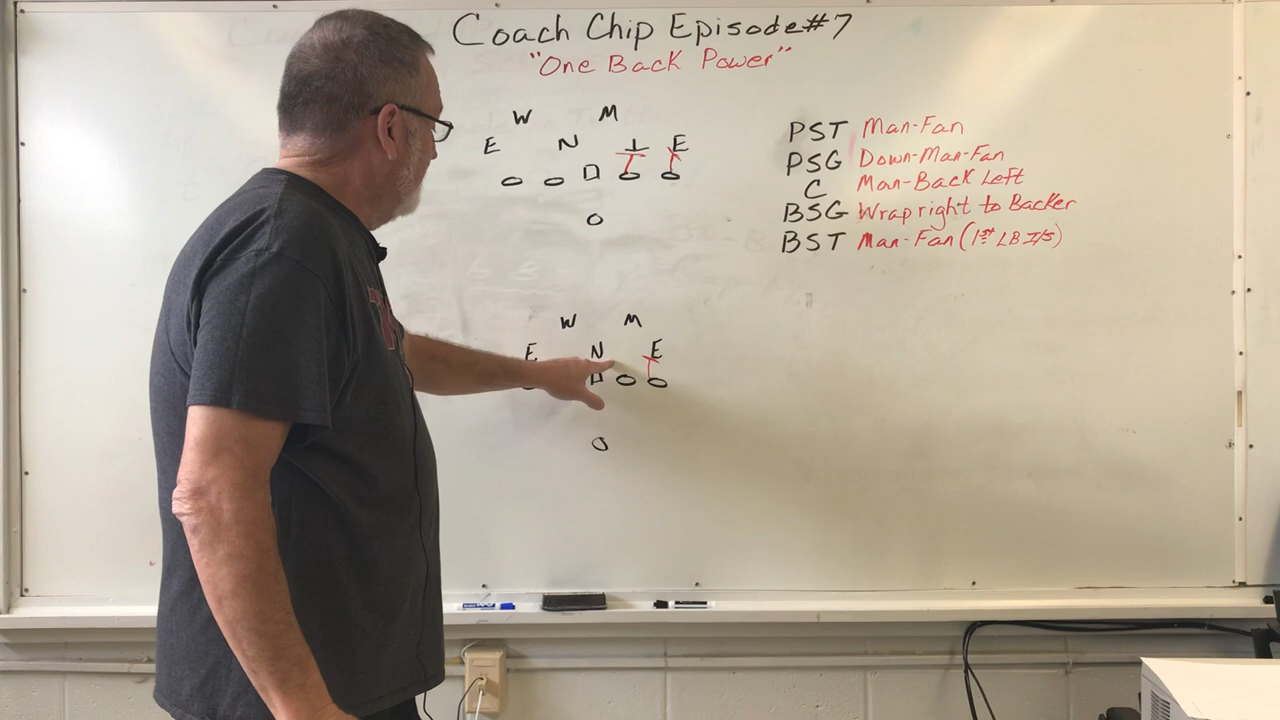 Coach Chip Episode #7
"One Back Power"
W M
E N T E
PST Man-Fan
PSG Down-Man-Fan
C Man-Back Left
BSG Wrap right to Backer
BST Man-Fan (1st LB I/S)
W M
E N E